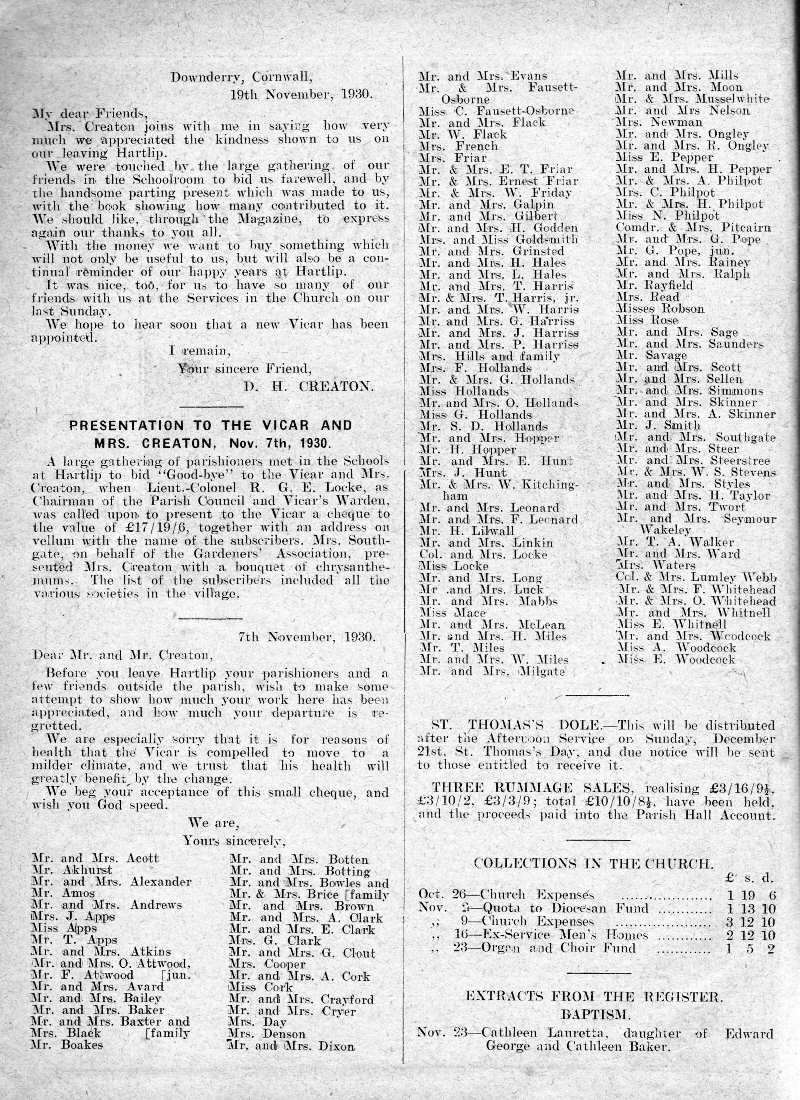 Downderry, Cornwall,
19th November, 1930.
My dear Friends,
Mrs. Creaton joins with me in saying how very
much we appreciated the kindness shown to us on
our leaving Hartlip.
We were touched by the large gathering of our
friends in the Schoolroom to bid us farewell, and by
the handsome parting present which was made to us,
with the book showing how many contributed to it.
We should like, through the Magazine, to express
again our thanks to you all.
With the money we want to buy something which
will not only be useful to us, but will also be a con-
tinual reminder of our happy years at Hartlip.
It was nice, too, for us to have so many of our
friends with us at the Services in the Church on our
last Sunday.
We hope to hear soon that a new Vicar has been
appointed.
I remain,
Your sincere Friend,
D. H. CREATON.
PRESENTATION TO THE VICAR AND
MRS. CREATON, Nov. 7th, 1930.
A large gathering of parishioners met in the Schools
at Hartlip to bid "Good-bye" to the Vicar and Mrs.
Creaton, when Lieut.-Colonel R. G. E. Locke, as
Chairman of the Parish Council and Vicar's Warden,
was called upon to present to the Vicar a cheque to
the value of £17/19/6, together with an address on
vellum with the name of the subscribers. Mrs. South-
gate, on behalf of the Gardeners' Association, pre-
sented Mrs. Creaton with a bouquet of chrysanthe-
mums. The list of the subscribers included all the
various societies in the village.
7th November, 1930.
Dear Mr. and Mr. Creaton,
Before you leave Hartlip your parishioners and a
few friends outside the parish, wish to make some
attempt to show how much your work here has been
appreciated, and how much your departure is re-
gretted.
We are especially sorry that it is for reasons of
health that the Vicar is compelled to move to a
milder climate, and we trust that his health will
greatly benefit by the change.
We beg your acceptance of this small cheque, and
wish you God speed.
We are,
Yours sincerely,
Mr. and Mrs. Acott
Mr. Akhurst
Mr. and Mrs. Alexander
Mr. Amos
Mr. and Mrs. Andrews
Mrs. J. Apps
Miss Apps
Mr. T. Apps
Mr. and Mrs. Atkins
Mr. and Mrs. O. Attwood,
Mr. F. Attwood [jun.
Mr. and Mrs. Avard
Mr. and Mrs. Bailey
Mr. and Mrs. Baker
Mr. and Mrs. Baxter and
Mrs. Black [family
Mr. Boakes
Mr. and Mrs. Botten
Mr. and Mrs. Botting
Mr. and Mrs. Bowles and
Mr. & Mrs. Brice [family
Mr. and Mrs. Brown
Mr. and Mrs. A. Clark
Mr. and Mrs. E. Clark
Mrs. G. Clark
Mr. and Mrs. G. Clout
Mrs. Cooper
Mr. and Mrs. A. Cork
Miss Cork
Mr. and Mrs. Crayford
Mr. and Mrs. Cryer
Mrs. Day
Mrs. Denson
Mr. and Mrs. Dixon
Mr. and Mrs. Evans
Mr. & Mrs. Fausett-
Osborne
Miss C. Fausett-Osborne
Mr. and Mrs. Flack
Mr. W. Flack
Mrs. French
Mrs. Friar
Mr. & Mrs. E. T. Friar
Mr. & Mrs. Ernest Friar
Mr. & Mrs. W. Friday
Mr. and Mrs. Galpin
Mr. and Mrs. Gilbert
Mr. and Mrs. H. Godden
Mrs. and Miss Goldsmith
Mr. and Mrs. Grinsted
Mr. and Mrs. H. Hales
Mr. and Mrs. L. Hales
Mr. and Mrs. T. Harris
Mr. & Mrs. T. Harris, jr.
Mr. and Mrs. W. Harris
Mr. and Mrs. G. Harriss
Mr. and Mrs. J. Harriss
Mr. and Mrs. P. Harriss
Mrs. Hills and family
Mrs. F. Hollands
Mr. & Mrs. G. Hollands
Miss Hollands
Mr. and Mrs. O. Hollands
Miss G. Hollands
Mr. S. D. Hollands
Mr. and Mrs. Hopper
Mr. H. Hopper
Mr. and Mrs. E. Hunt
Mrs. J. Hunt
Mr. & Mrs. W. Kitching-
ham
Mr. and Mrs. Leonard
Mr. and Mrs. F. Leonard
Mr. H. Lilwall
Mr. and Mrs. Linkin
Col. and Mrs. Locke
Miss Locke
Mr. and Mrs. Long
Mr .and Mrs. Luck
Mr. and Mrs. Mabbs
Miss Mace
Mr. and Mrs. McLean
Mr. and Mrs. H. Miles
Mr. T. Miles
Mr. and Mrs. W. Miles
Mr. and Mrs. Milgate
Mr. and Mrs. Mills
Mr. and Mrs. Moon
Mr. & Mrs. Musselwhite
Mr. and Mrs Nelson
Mrs. Newman
Mr. and Mrs. Ongley
Mr. and Mrs. R. Ongley
Miss E. Pepper
Mr. and Mrs. H. Pepper
Mr. & Mrs. A. Philpot
Mrs. C. Philpot
Mr. & Mrs. H. Philpot
Miss N. Philpot
Comdr. & Mrs. Pitcairn
Mr. and Mrs. G. Pope
Mr. G. Pope, jun.
Mr. and Mrs. Rainey
Mr. and Mrs. Ralph
Mr. Rayfield
Mrs. Read
Misses Robson
Miss Rose
Mr. and Mrs. Sage
Mr. and Mrs. Saunders
Mr. Savage
Mr. and Mrs. Scott
Mr. and Mrs. Sellen
Mr. and Mrs. Simmons
Mr. and Mrs. Skinner
Mr. and Mrs. A. Skinner
Mr. J. Smith
Mr. and Mrs. Southgate
Mr. and Mrs. Steer
Mr. and Mrs. Steerstree
Mr. & Mrs. W. S. Stevens
Mr. and Mrs. Styles
Mr. and Mrs. H. Taylor
Mr. and Mrs. Twort
Mr. and Mrs. Seymour
Wakeley
Mr. T. A. Walker
Mr. and Mrs. Ward
Mrs. Waters
Col. & Mrs. Lumley Webb
Mr. & Mrs. F. Whitehead
Mr. & Mrs. O. Whitehead
Mr. and Mrs. Whitnell
Miss E. Whitnell
Mr. and Mrs. Woodcock
Miss A. Woodcock
Miss E. Woodcock
ST. THOMAS'S DOLE.—This will be distributed
after the Afternoon Service on Sunday, December
21st, St. Thomas's Day, and due notice will be sent
to those entitled to receive it.
THREE RUMMAGE SALES, realising £3/16/9½,
£3/10/2, £3/3/9; total £10/10/8½, have been held,
and the proceeds paid into the Parish Hall Account.
COLLECTIONS IN THE CHURCH.
£ s. d.
Oct. 26—Church Expenses .................. 1 19 6
Nov. 2—Quota to Diocesan Fund ........... 1 13 10
,, 9—Church Expenses .................... 3 12 10
,, 16—Ex-Service Men's Homes ............ 2 12 10
,, 23—Organ and Choir Fund ............ 1 5 2
EXTRACTS FROM THE REGISTER.
BAPTISM.
Nov. 23—Cathleen Lauretta, daughter of Edward
George and Cathleen Baker.